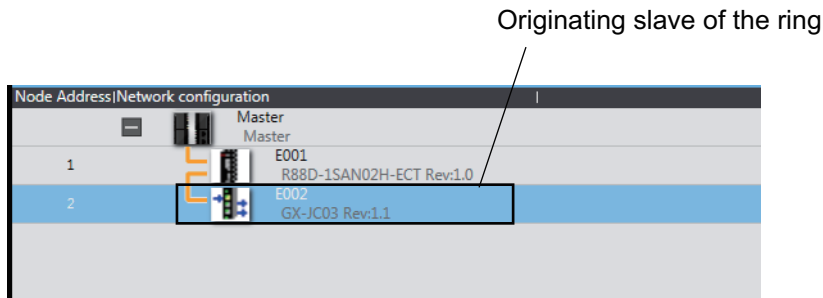 Originating slave of the ring
Node Address|Network configuration
Master
Master
1
E001
R88D-1SAN02H-ECT Rev:1.0
2
E002
GX-JC03 Rev:1.1